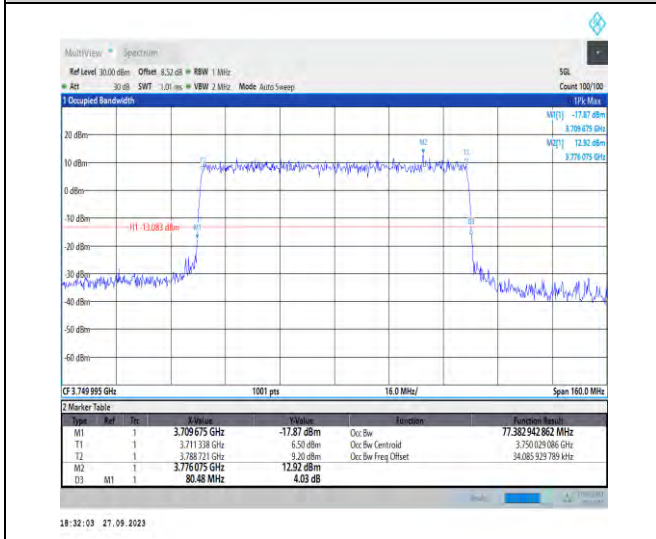 MultiView Spectrum
Ref Level 30.00 dBm Offset 8.52 dB RBW 1 MHz SGL
Att 30 dB SWT 1.01 ms VBW 2 MHz Mode Auto Sweep Count 100/100
1 Occupied Bandwidth 1Pk Max
M1[1] -17.87 dBm
3.709 675 GHz
M2[1] 12.92 dBm
3.776 075 GHz
20 dBm
M2
10 dBm
0 dBm
-10 dBm
H1 -13.083 dBm M1
-20 dBm
-30 dBm
-40 dBm
-50 dBm
-60 dBm
CF 3.749 995 GHz 1001 pts 16.0 MHz/ Span 160.0 MHz
2 Marker Table
Type Ref Trc X-Value Y-Value Function Function Result
M1 1 3.709 675 GHz -17.87 dBm Occ Bw 77.382 942 862 MHz
T1 1 3.711 338 GHz 6.50 dBm Occ Bw Centroid 3.750 029 086 GHz
T2 1 3.788 721 GHz 9.20 dBm Occ Bw Freq Offset 34.085 929 789 kHz
M2 1 3.776 075 GHz 12.92 dBm
D3 M1 1 80.48 MHz 4.03 dB
18:32:03 27.09.2023